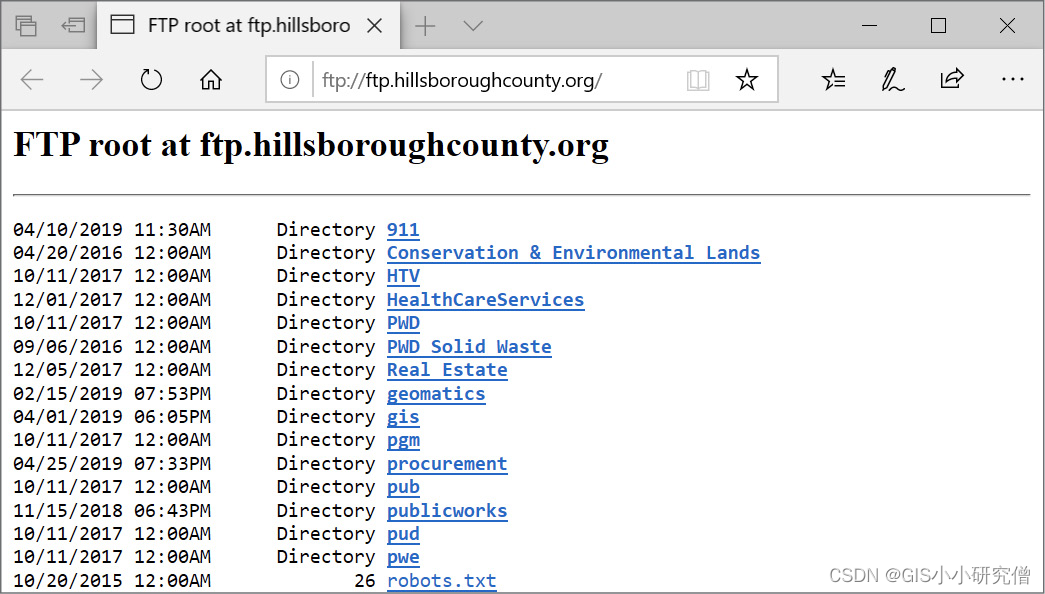 FTP root at ftp.hillsboro
ftp://ftp.hillsboroughcounty.org/
FTP root at ftp.hillsboroughcounty.org
04/10/2019 11:30AM Directory 911
04/20/2016 12:00AM Directory Conservation & Environmental Lands
10/11/2017 12:00AM Directory HTV
12/01/2017 12:00AM Directory HealthCareServices
10/11/2017 12:00AM Directory PWD
09/06/2016 12:00AM Directory PWD Solid Waste
12/05/2017 12:00AM Directory Real Estate
02/15/2019 07:53PM Directory geomatics
04/01/2019 06:05PM Directory gis
10/11/2017 12:00AM Directory pgm
04/25/2019 07:33PM Directory procurement
10/11/2017 12:00AM Directory pub
11/15/2018 06:43PM Directory publicworks
10/11/2017 12:00AM Directory pud
10/11/2017 12:00AM Directory pwe
10/20/2015 12:00AM 26 robots.txt
CSDN @GIS小小研究僧